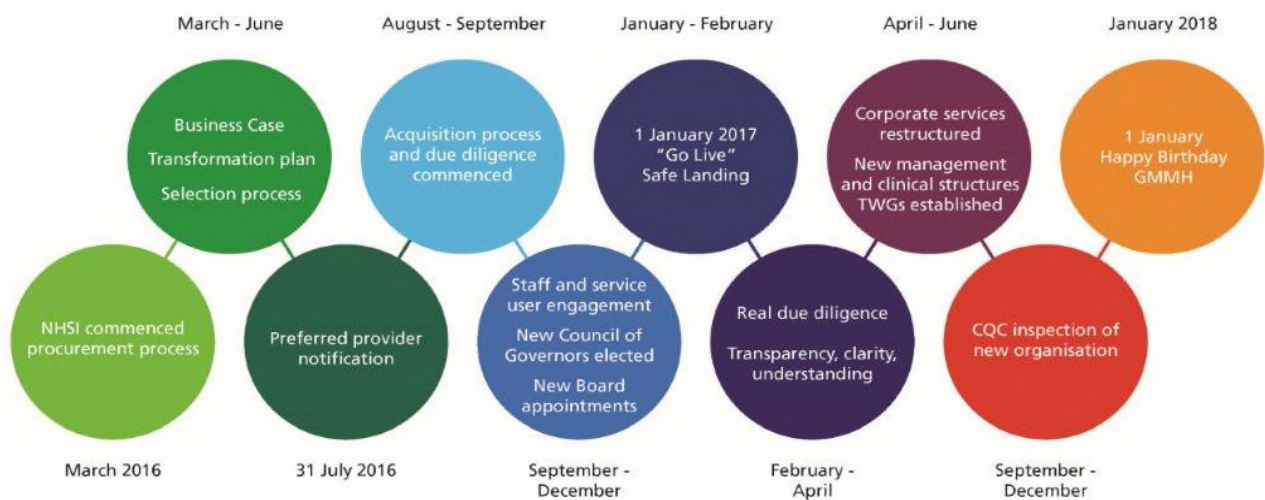 March - June
August - September
January - February
April - June
January 2018
Business Case
Transformation plan
Selection process
Acquisition process
and due diligence
commenced
1 January 2017
“Go Live”
Safe Landing
Corporate services
restructured
New management
and clinical structures
TWGs established
1 January
Happy Birthday
GMMH
NHSI commenced
procurement process
Preferred provider
notification
Staff and service
user engagement
New Council of
Governors elected
New Board
appointments
Real due diligence
Transparency, clarity,
understanding
CQC inspection of
new organisation
March 2016
31 July 2016
September -
December
February -
April
September -
December